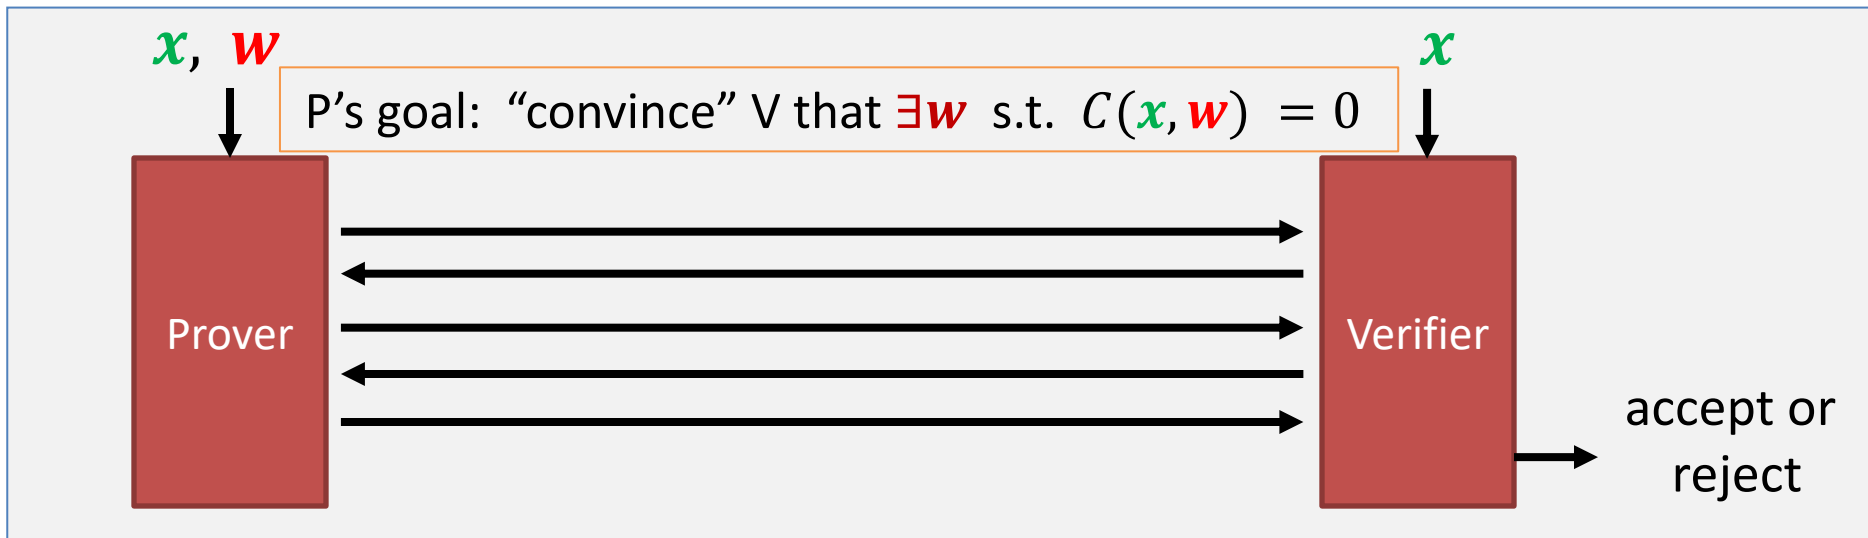 x, w
x
P’s goal: “convince” V that ∃w s.t. C(x, w) = 0
Prover
Verifier
accept or
reject